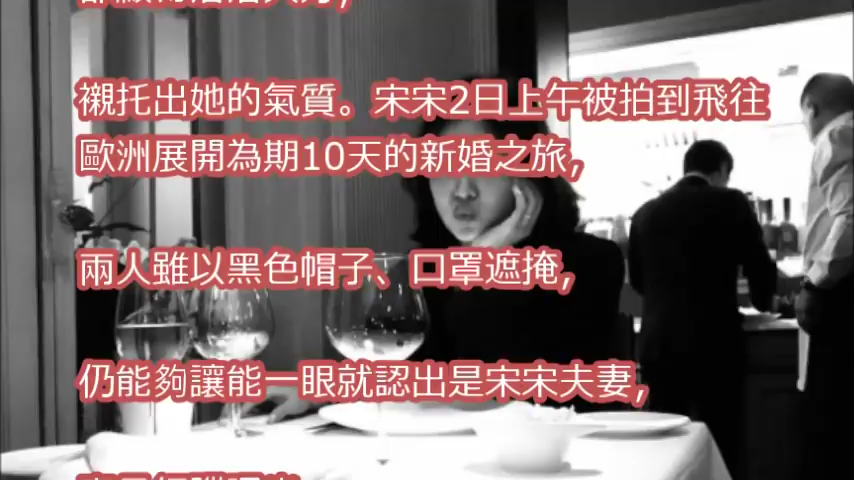 襯托出她的氣質。宋宋2日上午被拍到飛往
歐洲展開為期10天的新婚之旅,
兩人雖以黑色帽子、口罩遮掩,
仍能夠讓能一眼就認出是宋宋夫妻,